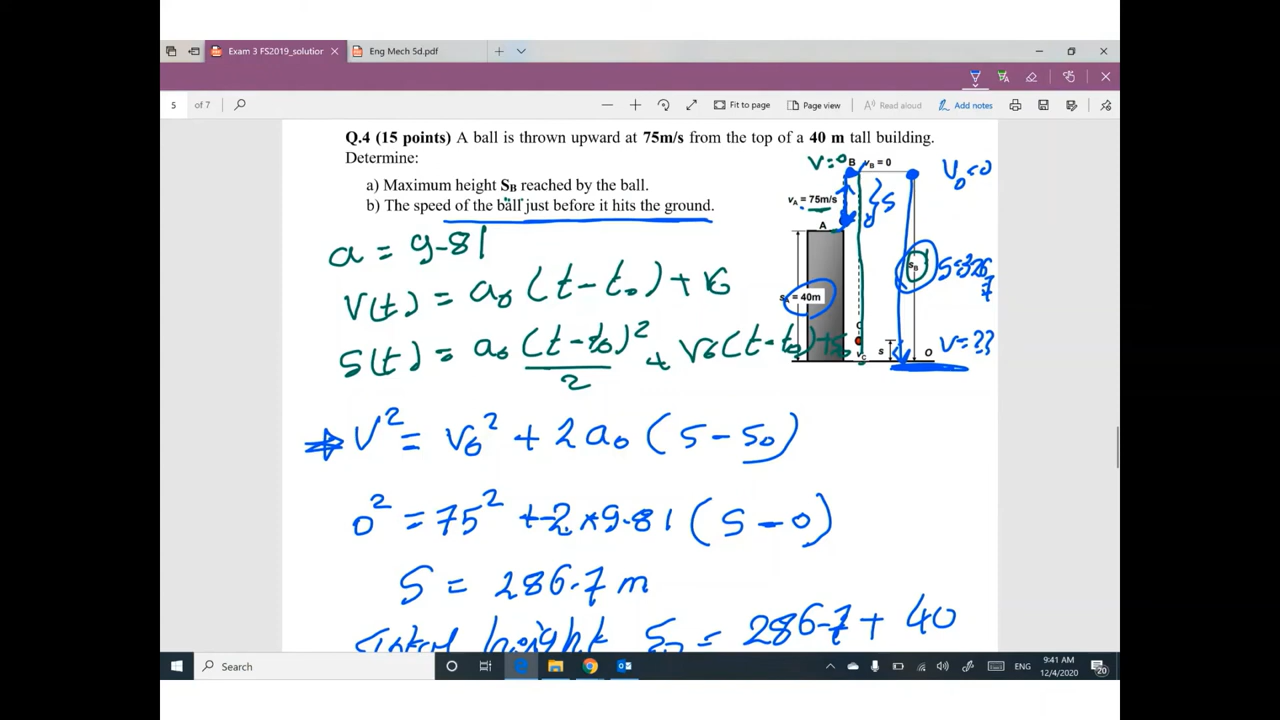 Exam 3 FS2019_solutior
Eng Mech 5d.pdf
5 of 7
Fit to page
Page view
Read aloud
Add notes
Q.4 (15 points) A ball is thrown upward at 75m/s from the top of a 40 m tall building.
Determine:
a) Maximum height SB reached by the ball.
b) The speed of the ball just before it hits the ground.
V=0 B vB = 0 V0=0
vA = 75m/s
S
A
SB S=326.7
= 40m
C
vC
s O V=??
a = 9.81
V(t) = a0 (t-t0) + V0
S(t) = a0 (t-t0)² / 2 + V0 (t-t0) + S0
⇒ V² = V0² + 2 a0 (S - S0)
0² = 75² + -2 * 9.81 (S - 0)
S = 286.7 m
= 286.7 + 40
Search
ENG
9:41 AM
12/4/2020
20